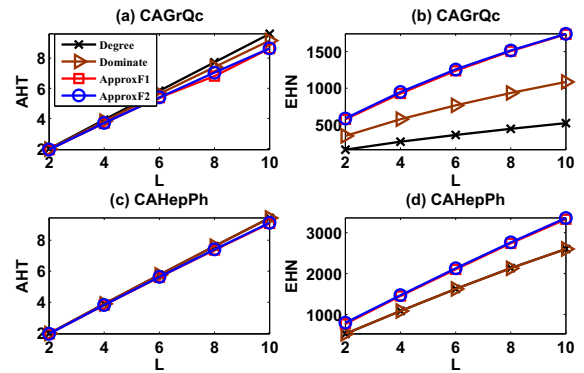 (a) CAGrQc
AHT
8
6
4
2
Degree
Dominate
ApproxF1
ApproxF2
2 4 6 8 10
L
(b) CAGrQc
EHN
1500
1000
500
2 4 6 8 10
L
(c) CAHepPh
AHT
8
6
4
2
2 4 6 8 10
L
(d) CAHepPh
EHN
3000
2000
1000
2 4 6 8 10
L